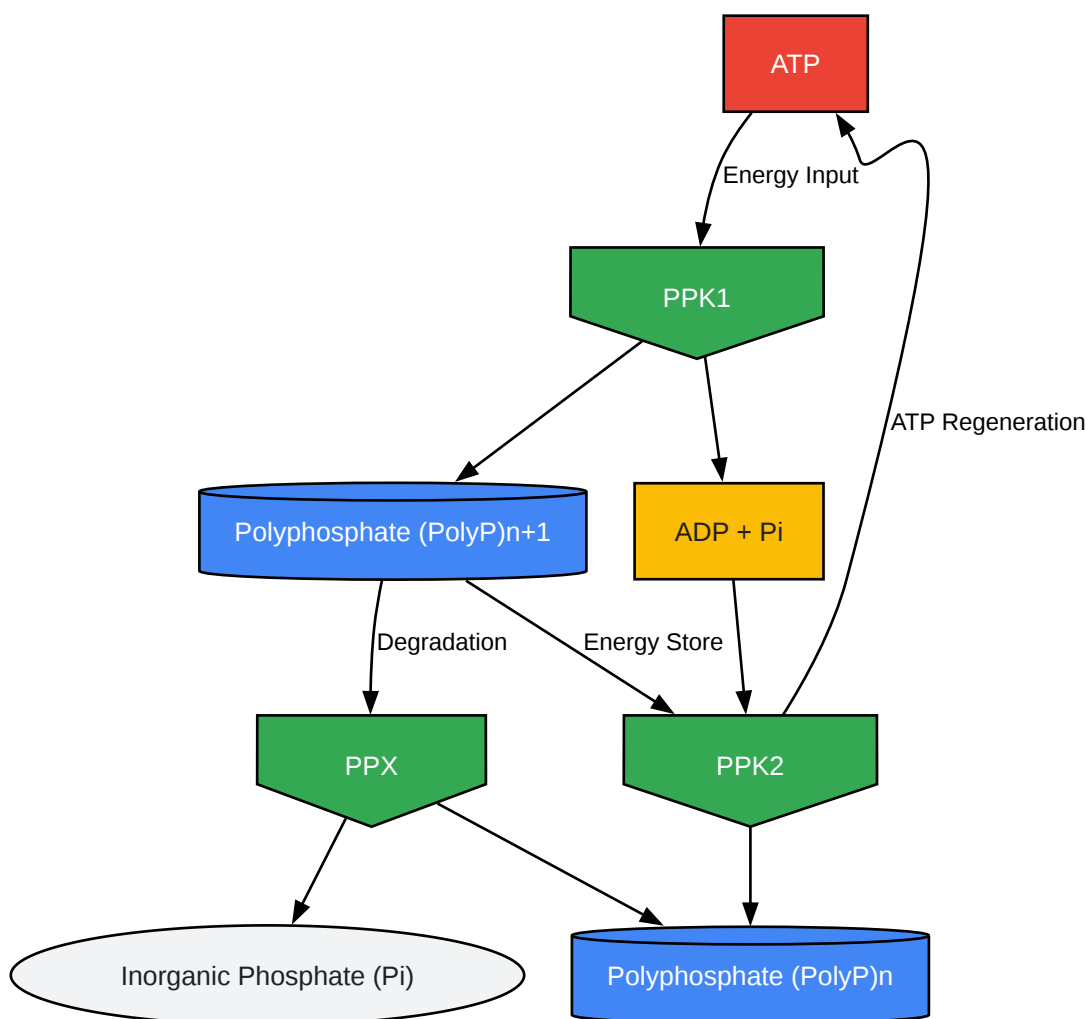 ATP
Energy Input
PPK1
ATP Regeneration
Polyphosphate (PolyP)n+1
ADP + Pi
Degradation
Energy Store
PPX
PPK2
Inorganic Phosphate (Pi)
Polyphosphate (PolyP)n